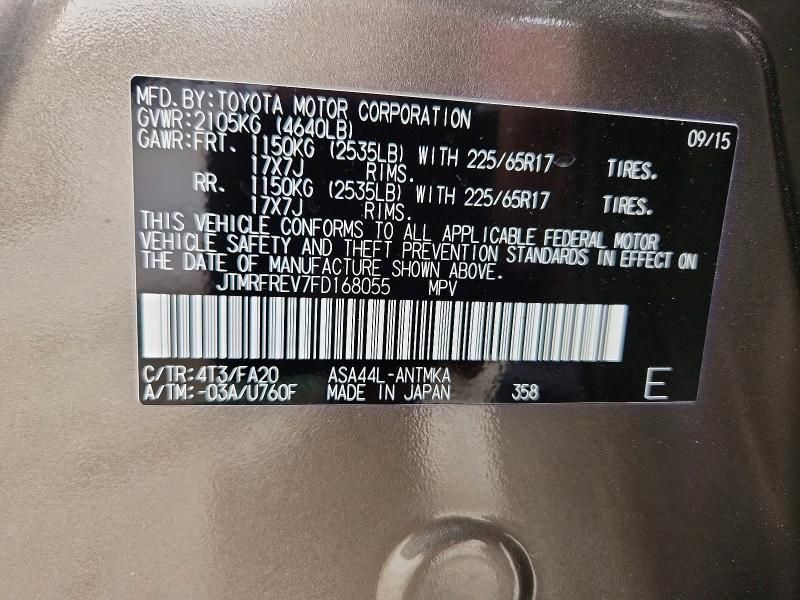 MFD. BY: TOYOTA MOTOR CORPORATION 09/15
GVWR: 2105KG (4640LB)
GAWR: FRT. 1150KG (2535LB) WITH 225/65R17 TIRES.
17X7J RIMS.
RR. 1150KG (2535LB) WITH 225/65R17 TIRES.
17X7J RIMS.
THIS VEHICLE CONFORMS TO ALL APPLICABLE FEDERAL MOTOR
VEHICLE SAFETY AND THEFT PREVENTION STANDARDS IN EFFECT ON
THE DATE OF MANUFACTURE SHOWN ABOVE.
JTMRFREV7FD168055 MPV
C/TR: 4T3/FA20 ASA44L-ANTMKA
A/TM: -03A/U760F MADE IN JAPAN 358 E